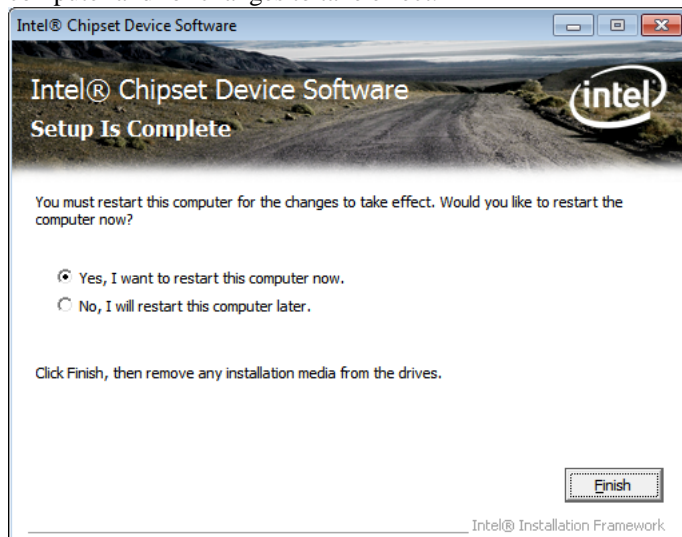 Intel® Chipset Device Software
Intel® Chipset Device Software
intel®
Setup Is Complete
You must restart this computer for the changes to take effect. Would you like to restart the
computer now?
Yes, I want to restart this computer now.
No, I will restart this computer later.
Click Finish, then remove any installation media from the drives.
Finish
Intel® Installation Framework